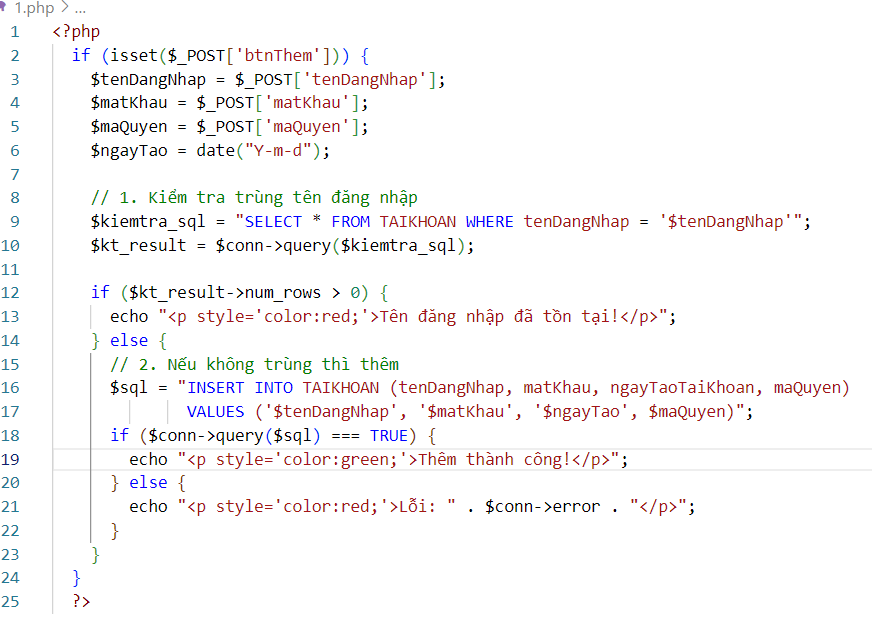 1.php > ...
1 <?php
2 if (isset($_POST['btnThem'])) {
3 $tenDangNhap = $_POST['tenDangNhap'];
4 $matKhau = $_POST['matKhau'];
5 $maQuyen = $_POST['maQuyen'];
6 $ngayTao = date("Y-m-d");
7
8 // 1. Kiểm tra trùng tên đăng nhập
9 $kiemtra_sql = "SELECT * FROM TAIKHOAN WHERE tenDangNhap = '$tenDangNhap'";
10 $kt_result = $conn->query($kiemtra_sql);
11
12 if ($kt_result->num_rows > 0) {
13 echo "<p style='color:red;'>Tên đăng nhập đã tồn tại!</p>";
14 } else {
15 // 2. Nếu không trùng thì thêm
16 $sql = "INSERT INTO TAIKHOAN (tenDangNhap, matKhau, ngayTaoTaiKhoan, maQuyen)
17 VALUES ('$tenDangNhap', '$matKhau', '$ngayTao', $maQuyen)";
18 if ($conn->query($sql) === TRUE) {
19 echo "<p style='color:green;'>Thêm thành công!</p>";
20 } else {
21 echo "<p style='color:red;'>Lỗi: " . $conn->error . "</p>";
22 }
23 }
24 }
25 ?>